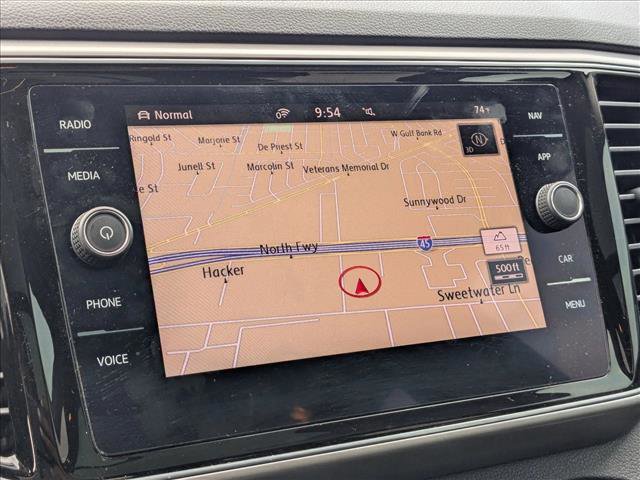 Normal 9:54 74°F
RADIO
MEDIA
PHONE
VOICE
NAV
APP
CAR
MENU
Ringold St
Marjorie St
De Priest St
W Gulf Bank Rd
N
3D
Junell St
Marcolin St
Veterans Memorial Dr
e St
Sunnywood Dr
North Fwy
45
65 ft
Hacker
500 ft
De
Sweetwater Ln